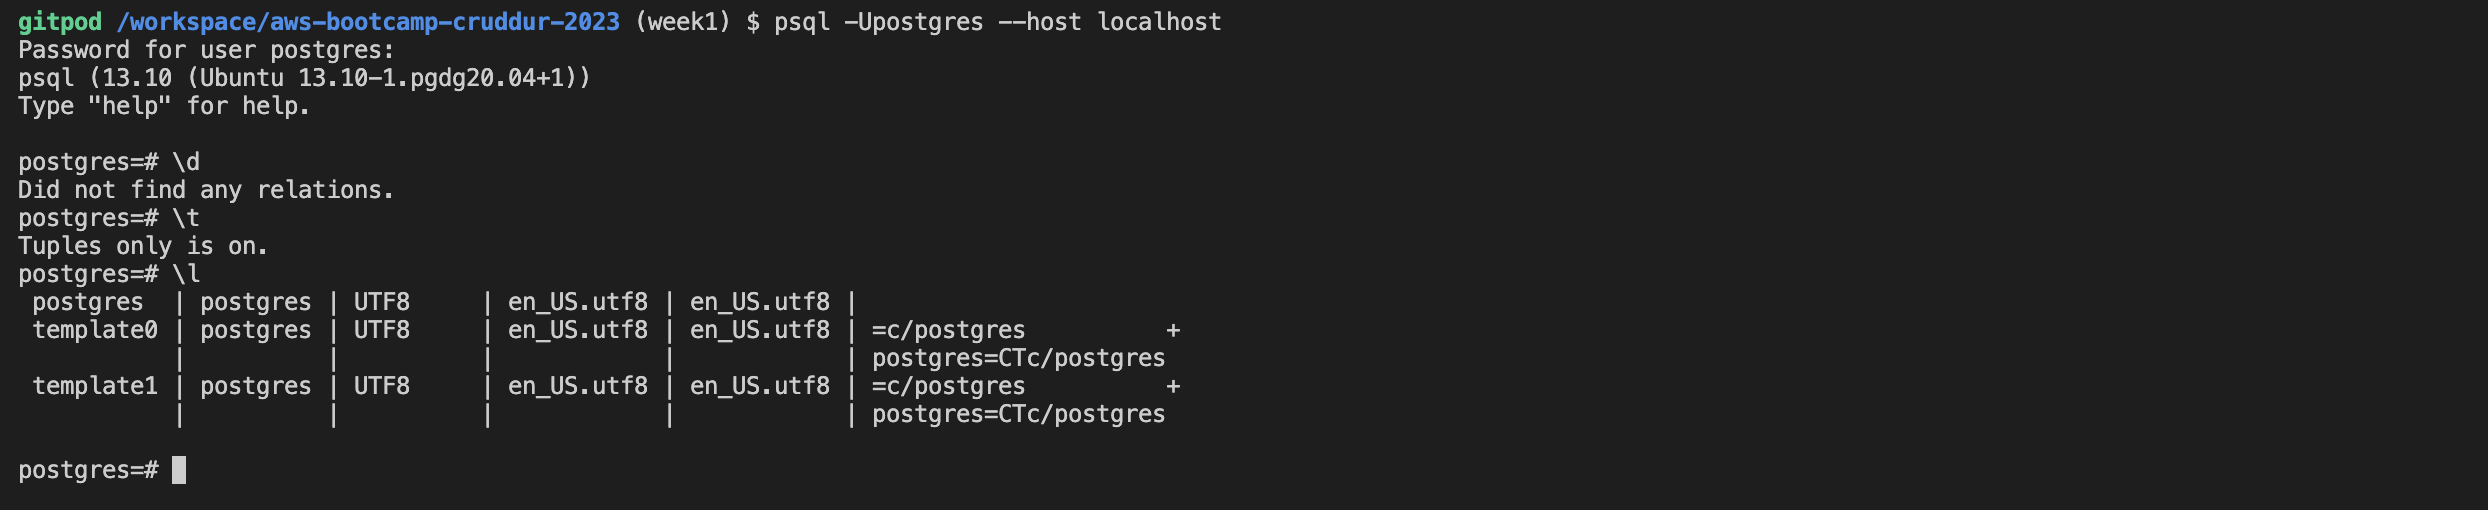 gitpod /workspace/aws-bootcamp-cruddur-2023 (week1) $ psql -Upostgres --host localhost
Password for user postgres:
psql (13.10 (Ubuntu 13.10-1.pgdg20.04+1))
Type "help" for help.

postgres=# \d
Did not find any relations.
postgres=# \t
Tuples only is on.
postgres=# \l
 postgres  | postgres | UTF8     | en_US.utf8 | en_US.utf8 |
 template0 | postgres | UTF8     | en_US.utf8 | en_US.utf8 | =c/postgres          +
           |          |          |            |            | postgres=CTc/postgres
 template1 | postgres | UTF8     | en_US.utf8 | en_US.utf8 | =c/postgres          +
           |          |          |            |            | postgres=CTc/postgres

postgres=#